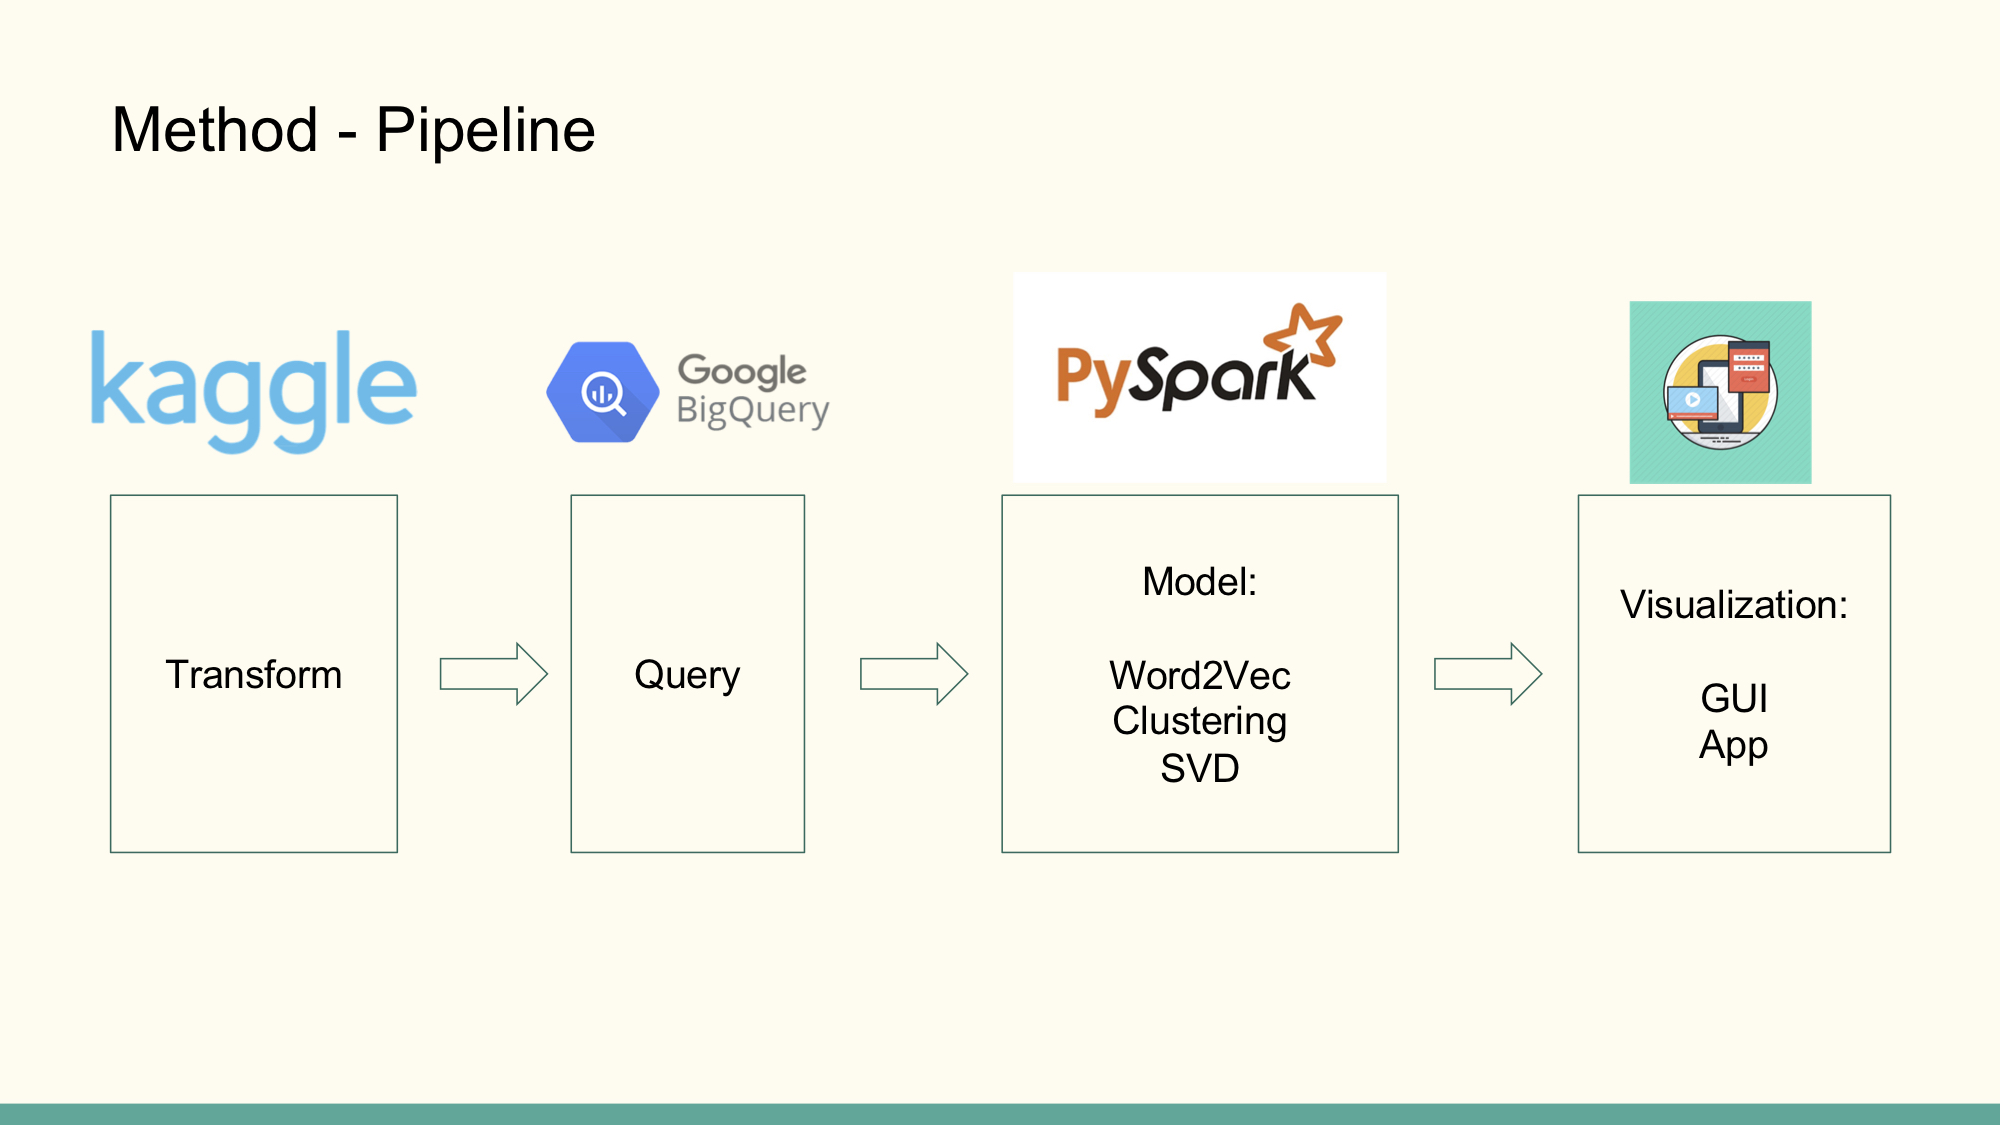 Method - Pipeline
kaggle
Google
BigQuery
PySpark
Transform
Query
Model:
Word2Vec
Clustering
SVD
Visualization:
GUI
App